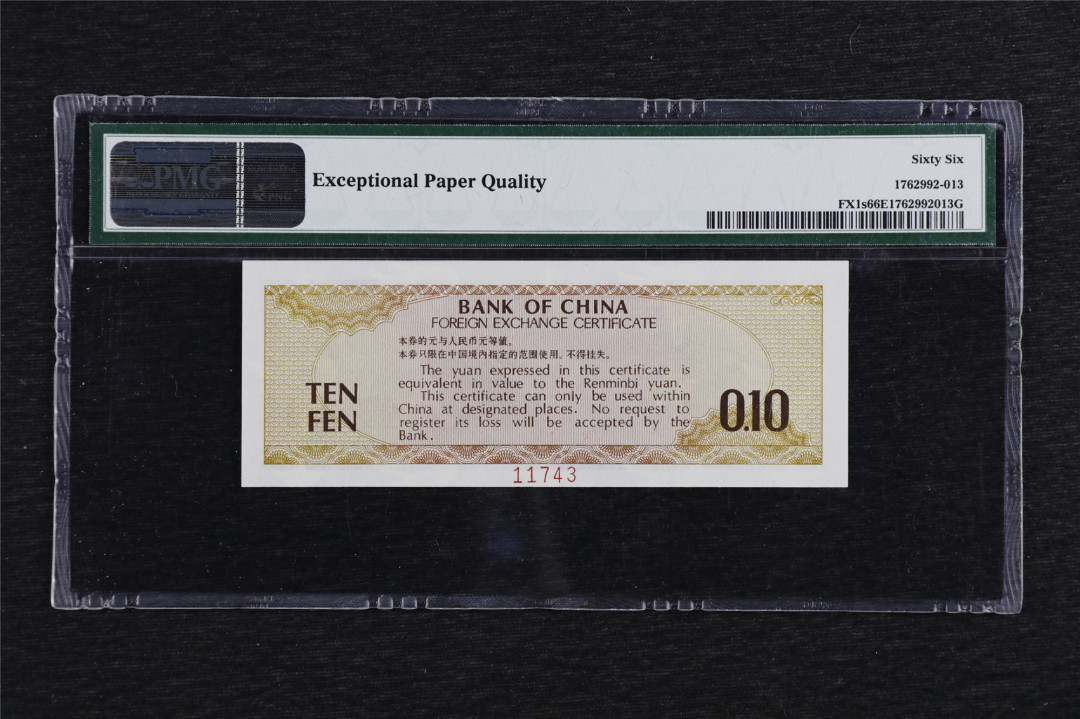 PMG
PMG
Exceptional Paper Quality
Sixty Six
1762992-013
FX1s66E1762992013G
BANK OF CHINA
FOREIGN EXCHANGE CERTIFICATE
本券的元与人民币元等值。
本券只限在中国境内指定的范围使用。不得挂失。
The yuan expressed in this certificate is
equivalent in value to the Renminbi yuan.
This certificate can only be used within
China at designated places. No request to
register its loss will be accepted by the
Bank.
TEN
FEN
0.10
11743